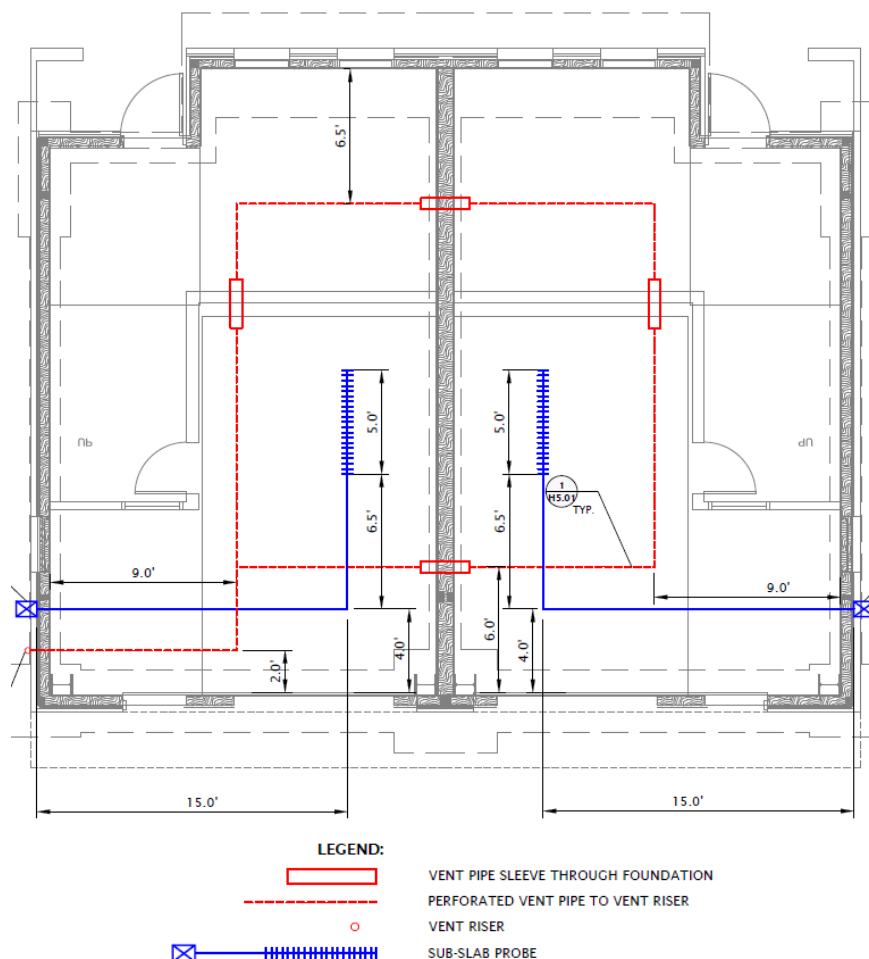 6.5'
5.0'
5.0'
UP
UP
1
H5.01
TYP.
6.5'
6.5'
9.0'
9.0'
6.0'
4.0'
4.0'
2.0'
15.0'
15.0'
LEGEND:
VENT PIPE SLEEVE THROUGH FOUNDATION
PERFORATED VENT PIPE TO VENT RISER
VENT RISER
SUB-SLAB PROBE